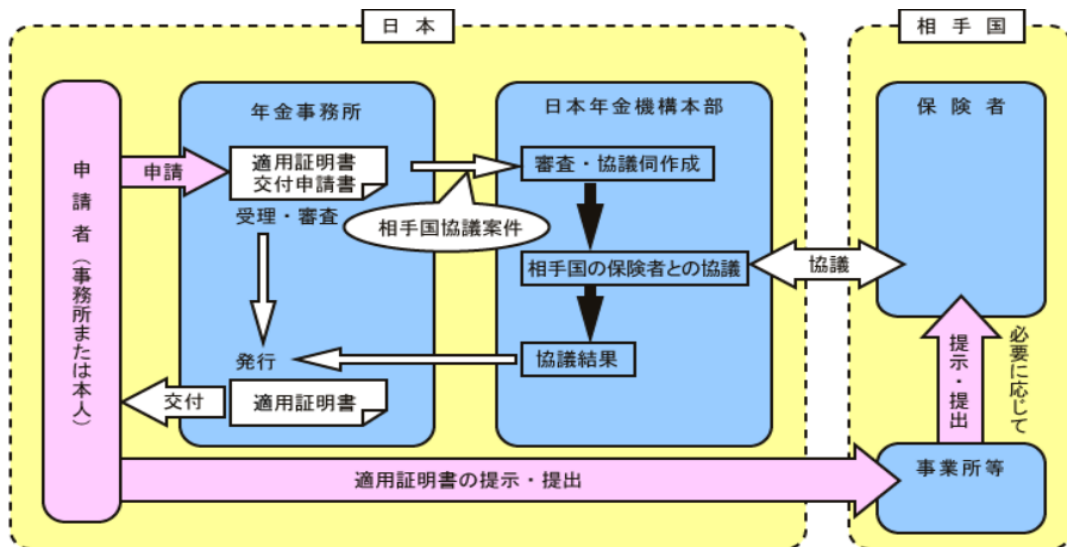 日本
相手国
申請者（事務所または本人）
年金事務所
日本年金機構本部
保険者
申請
適用証明書
交付申請書
受理・審査
相手国協議案件
審査・協議伺作成
相手国の保険者との協議
協議
協議結果
発行
適用証明書
交付
提示・提出
必要に応じて
事業所等
適用証明書の提示・提出